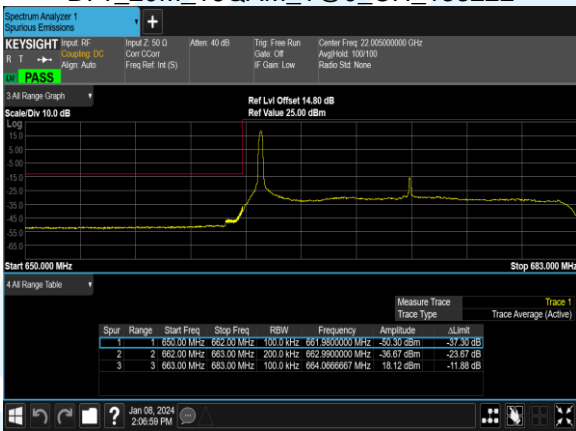 Spectrum Analyzer 1
Spurious Emissions
KEYSIGHT Input: RF Input Z: 50 Ω Atten: 40 dB Trig: Free Run Center Freq: 22.005000000 GHz
R T Coupling: DC Corr CCorr Gate: Off Avg|Hold: 100/100
Align: Auto Freq Ref: Int (S) IF Gain: Low Radio Std: None
LW PASS
3 All Range Graph
Ref Lvl Offset 14.80 dB
Scale/Div 10.0 dB Ref Value 25.00 dBm
Log
15.0
5.00
-5.00
-15.0
-25.0
-35.0
-45.0
-55.0
-65.0
Start 650.000 MHz Stop 683.000 MHz
4 All Range Table
Measure Trace Trace 1
Trace Type Trace Average (Active)
Spur Range Start Freq Stop Freq RBW Frequency Amplitude ΔLimit
1 1 650.00 MHz 662.00 MHz 100.0 kHz 661.9800000 MHz -50.30 dBm -37.30 dB
2 2 662.00 MHz 663.00 MHz 200.0 kHz 662.9900000 MHz -36.67 dBm -23.67 dB
3 3 663.00 MHz 683.00 MHz 100.0 kHz 664.0666667 MHz 18.12 dBm -11.88 dB
Jan 08, 2024
2:06:59 PM